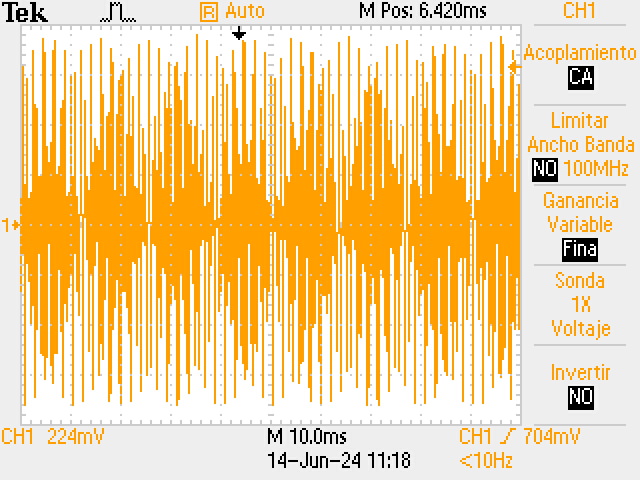 Tek R Auto M Pos: 6.420ms CH1
Acoplamiento
CA
Limitar
Ancho Banda
NO 100MHz
Ganancia
Variable
Fina
Sonda
1X
Voltaje
Invertir
NO
1
CH1 224mV M 10.0ms CH1 704mV
14-Jun-24 11:18 <10Hz